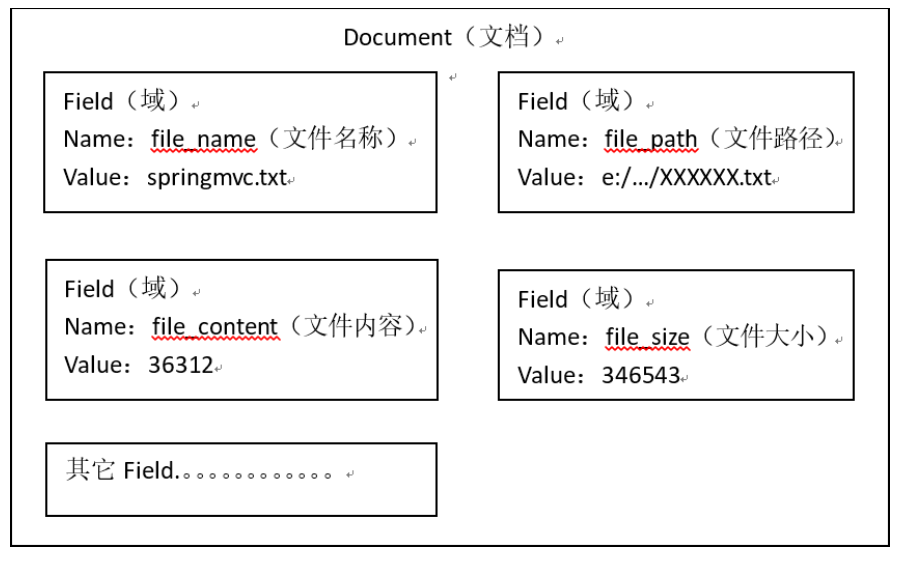 Document（文档）
Field（域）
Name：file_name（文件名称）
Value：springmvc.txt
Field（域）
Name：file_path（文件路径）
Value：e:/…/XXXXXX.txt
Field（域）
Name：file_content（文件内容）
Value：36312
Field（域）
Name：file_size（文件大小）
Value：346543
其它 Field.。。。。。。。。。。。。